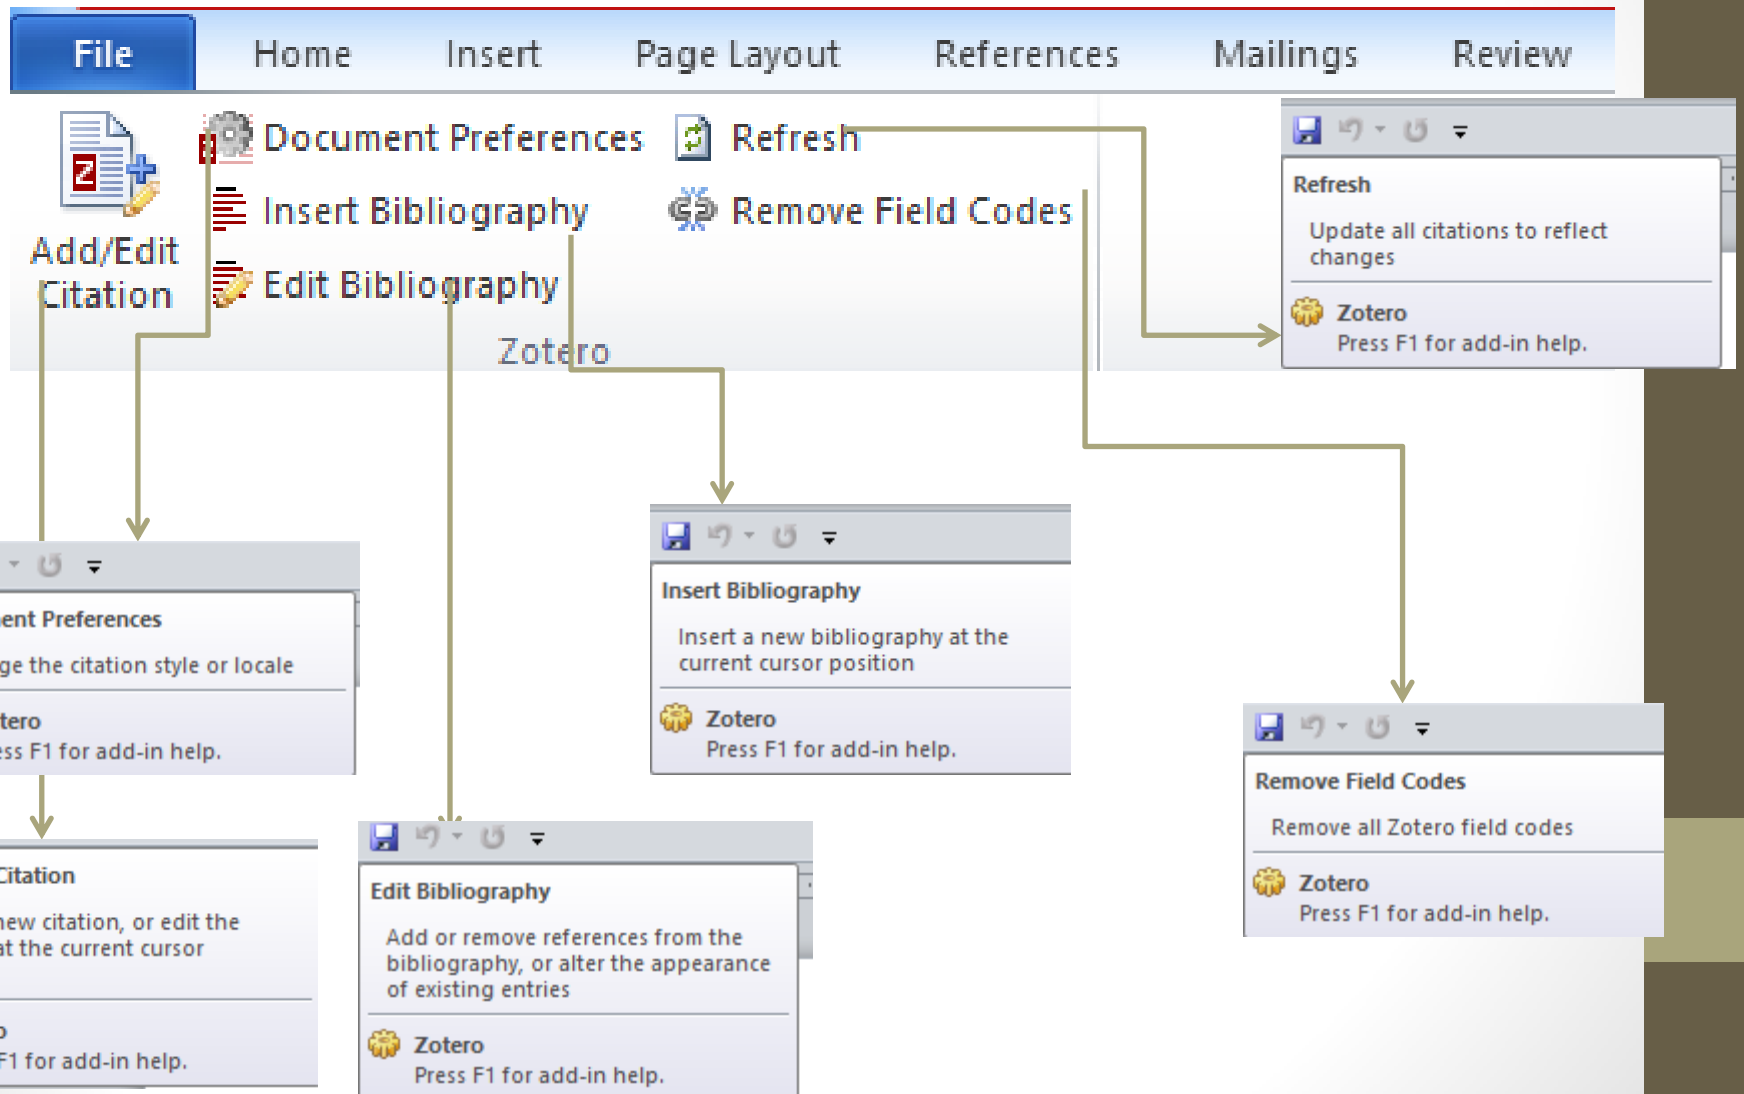 File Home Insert Page Layout References Mailings Review
Add/Edit
Citation
Document Preferences
Insert Bibliography
Edit Bibliography
Refresh
Remove Field Codes
Zotero
Refresh
Update all citations to reflect
changes
Zotero
Press F1 for add-in help.
ent Preferences
ge the citation style or locale
tero
ess F1 for add-in help.
Insert Bibliography
Insert a new bibliography at the
current cursor position
Zotero
Press F1 for add-in help.
Remove Field Codes
Remove all Zotero field codes
Zotero
Press F1 for add-in help.
Citation
new citation, or edit the
at the current cursor
o
F1 for add-in help.
Edit Bibliography
Add or remove references from the
bibliography, or alter the appearance
of existing entries
Zotero
Press F1 for add-in help.